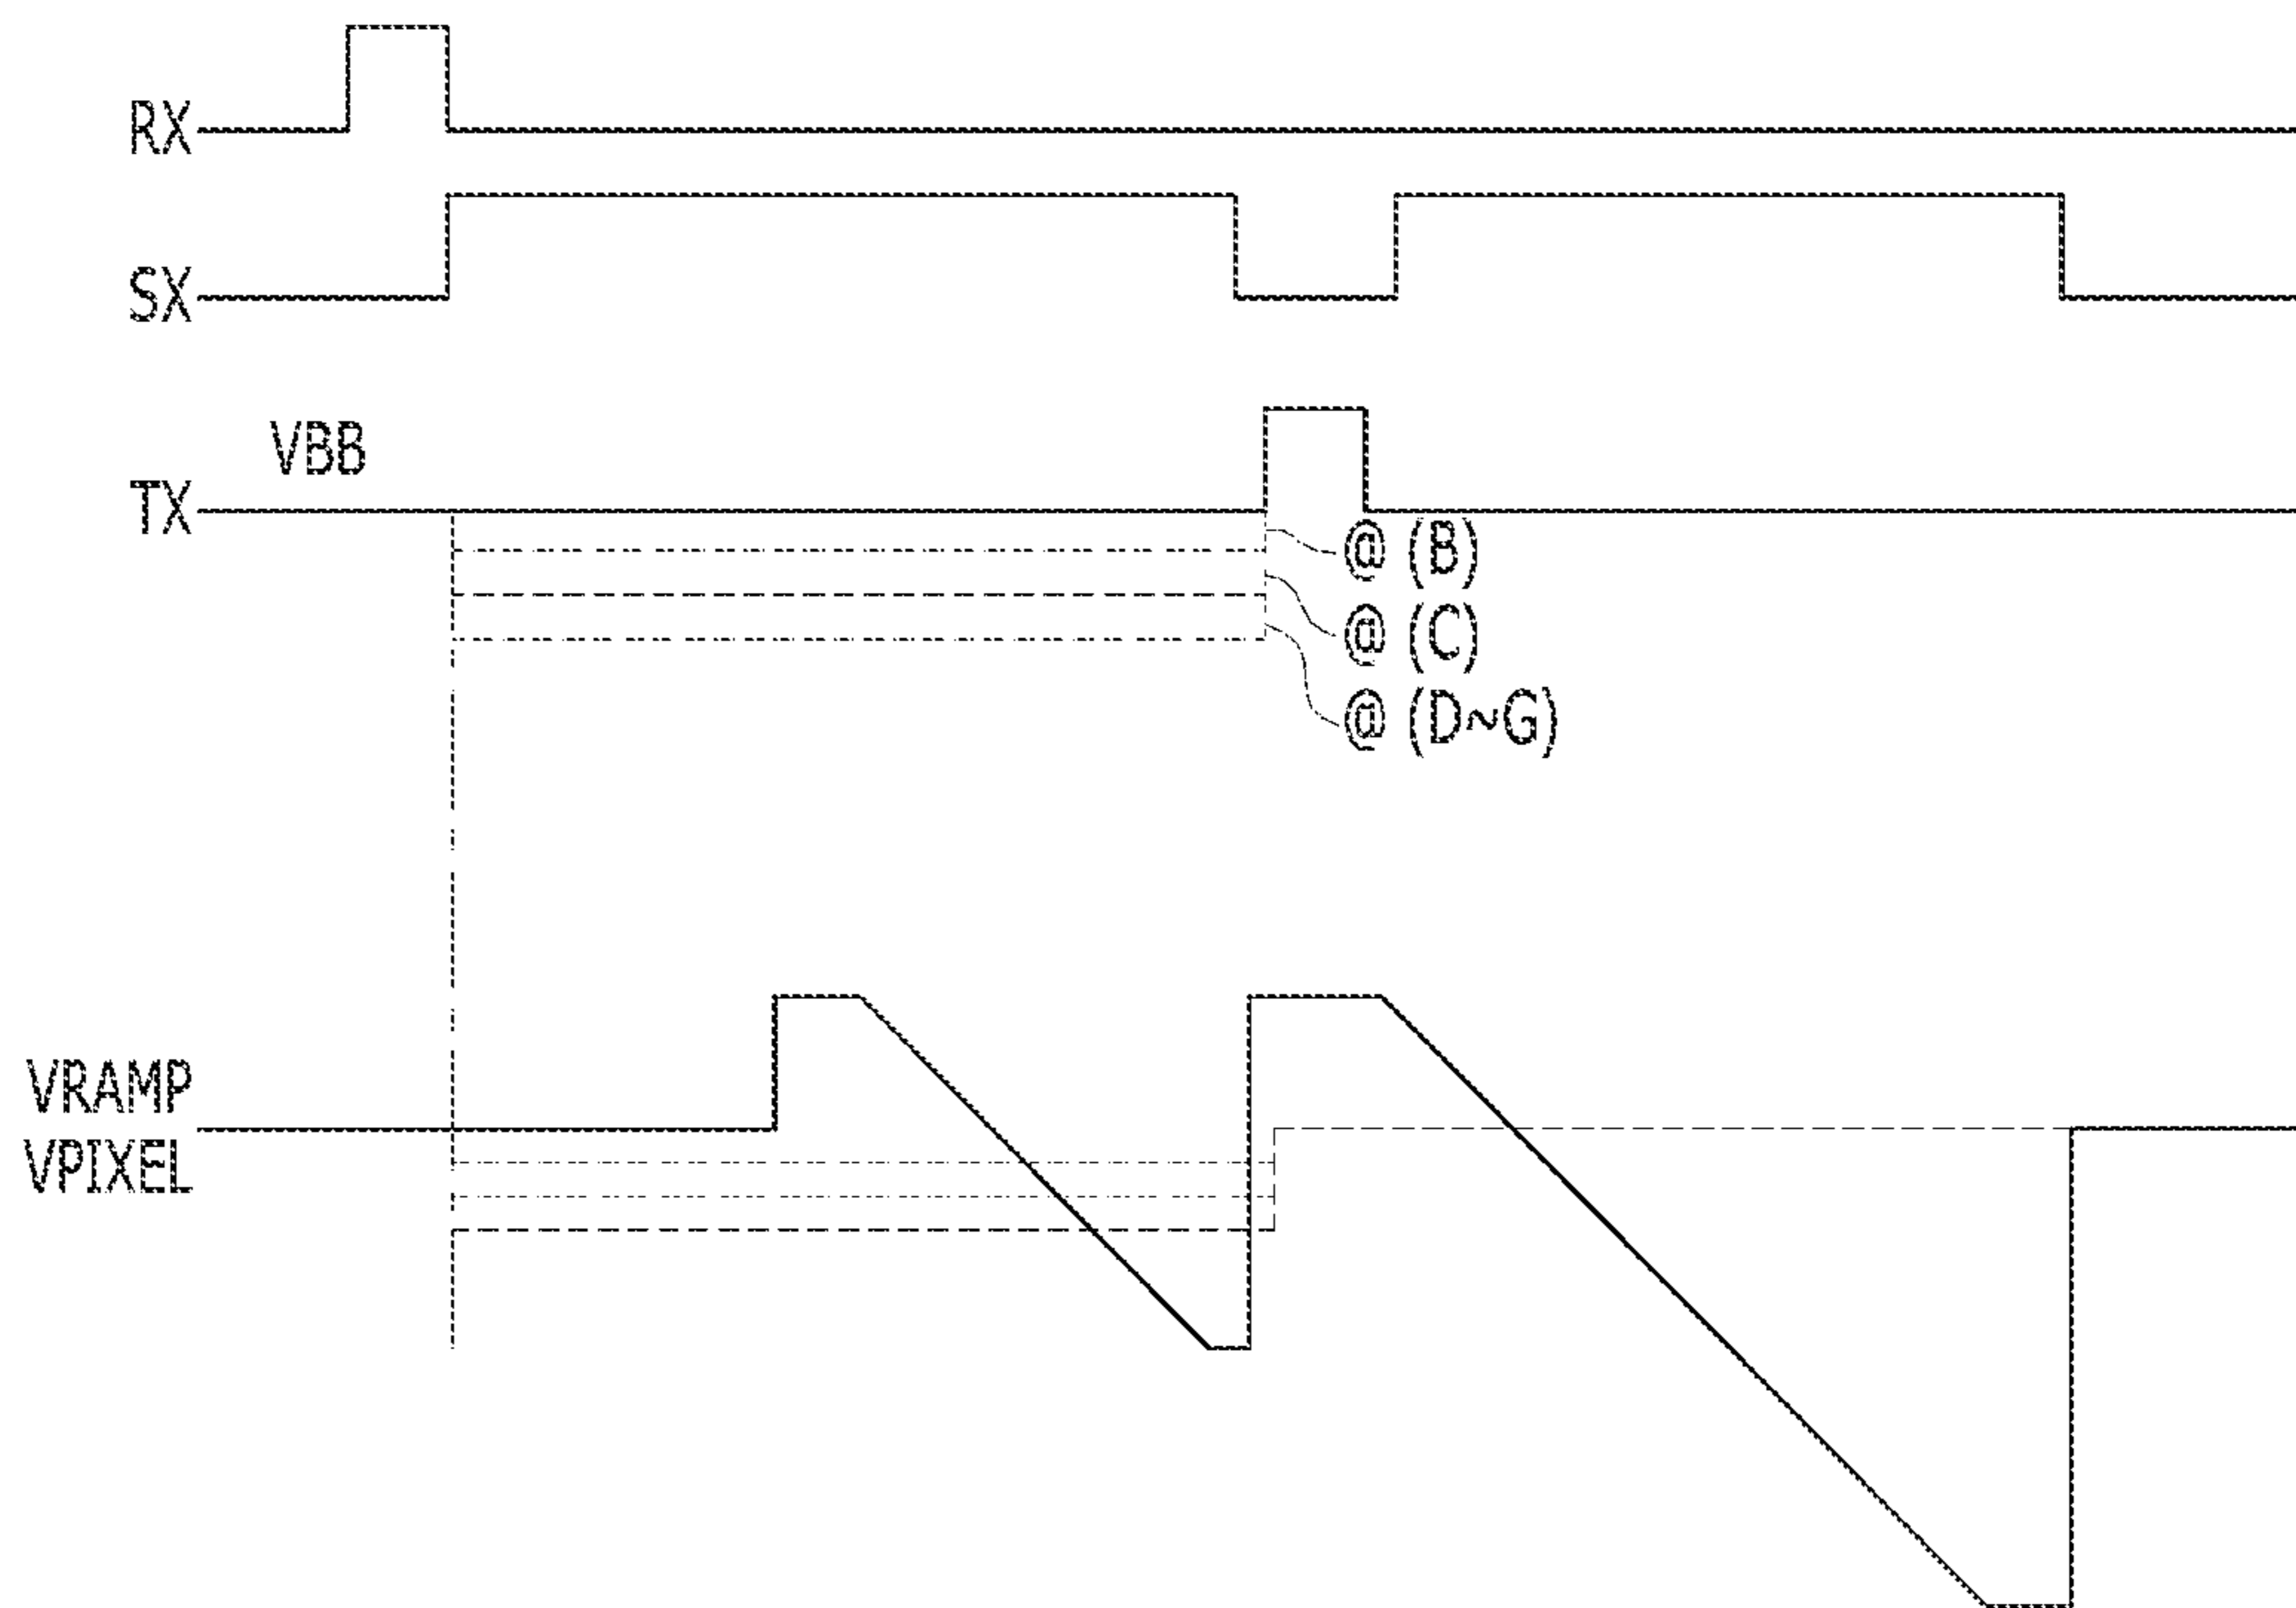 RX
SX
VBB
TX
@ (B)
@ (C)
@ (D~G)
VRAMP
VPIXEL